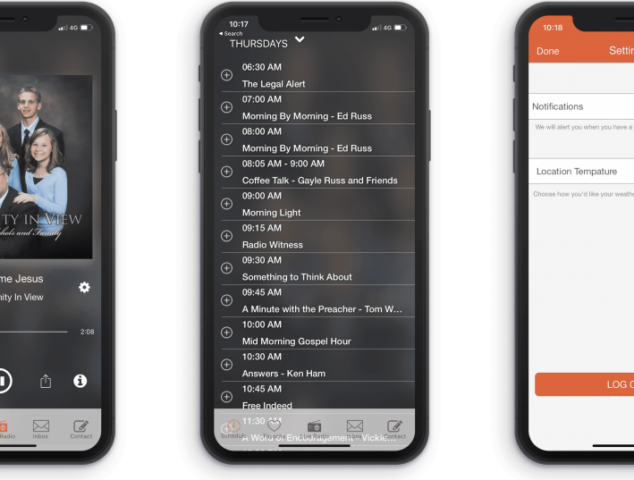 4G
ITY IN VIEW
hols and Family
me Jesus
nity In View
2:08
Radio
Inbox
Contact
10:17
Search
4G
THURSDAYS
06:30 AM
The Legal Alert
07:00 AM
Morning By Morning - Ed Russ
08:00 AM
Morning By Morning - Ed Russ
08:05 AM - 9:00 AM
Coffee Talk - Gayle Russ and Friends
09:00 AM
Morning Light
09:15 AM
Radio Witness
09:30 AM
Something to Think About
09:45 AM
A Minute with the Preacher - Tom W...
10:00 AM
Mid Morning Gospel Hour
10:30 AM
Answers - Ken Ham
10:45 AM
Free Indeed
11:30 AM
A Word of Encouragement - Vickie...
Contact
10:18
Done
Settin
Notifications
We will alert you when you have a
Location Tempature
Choose how you'd like your weathe
LOG O